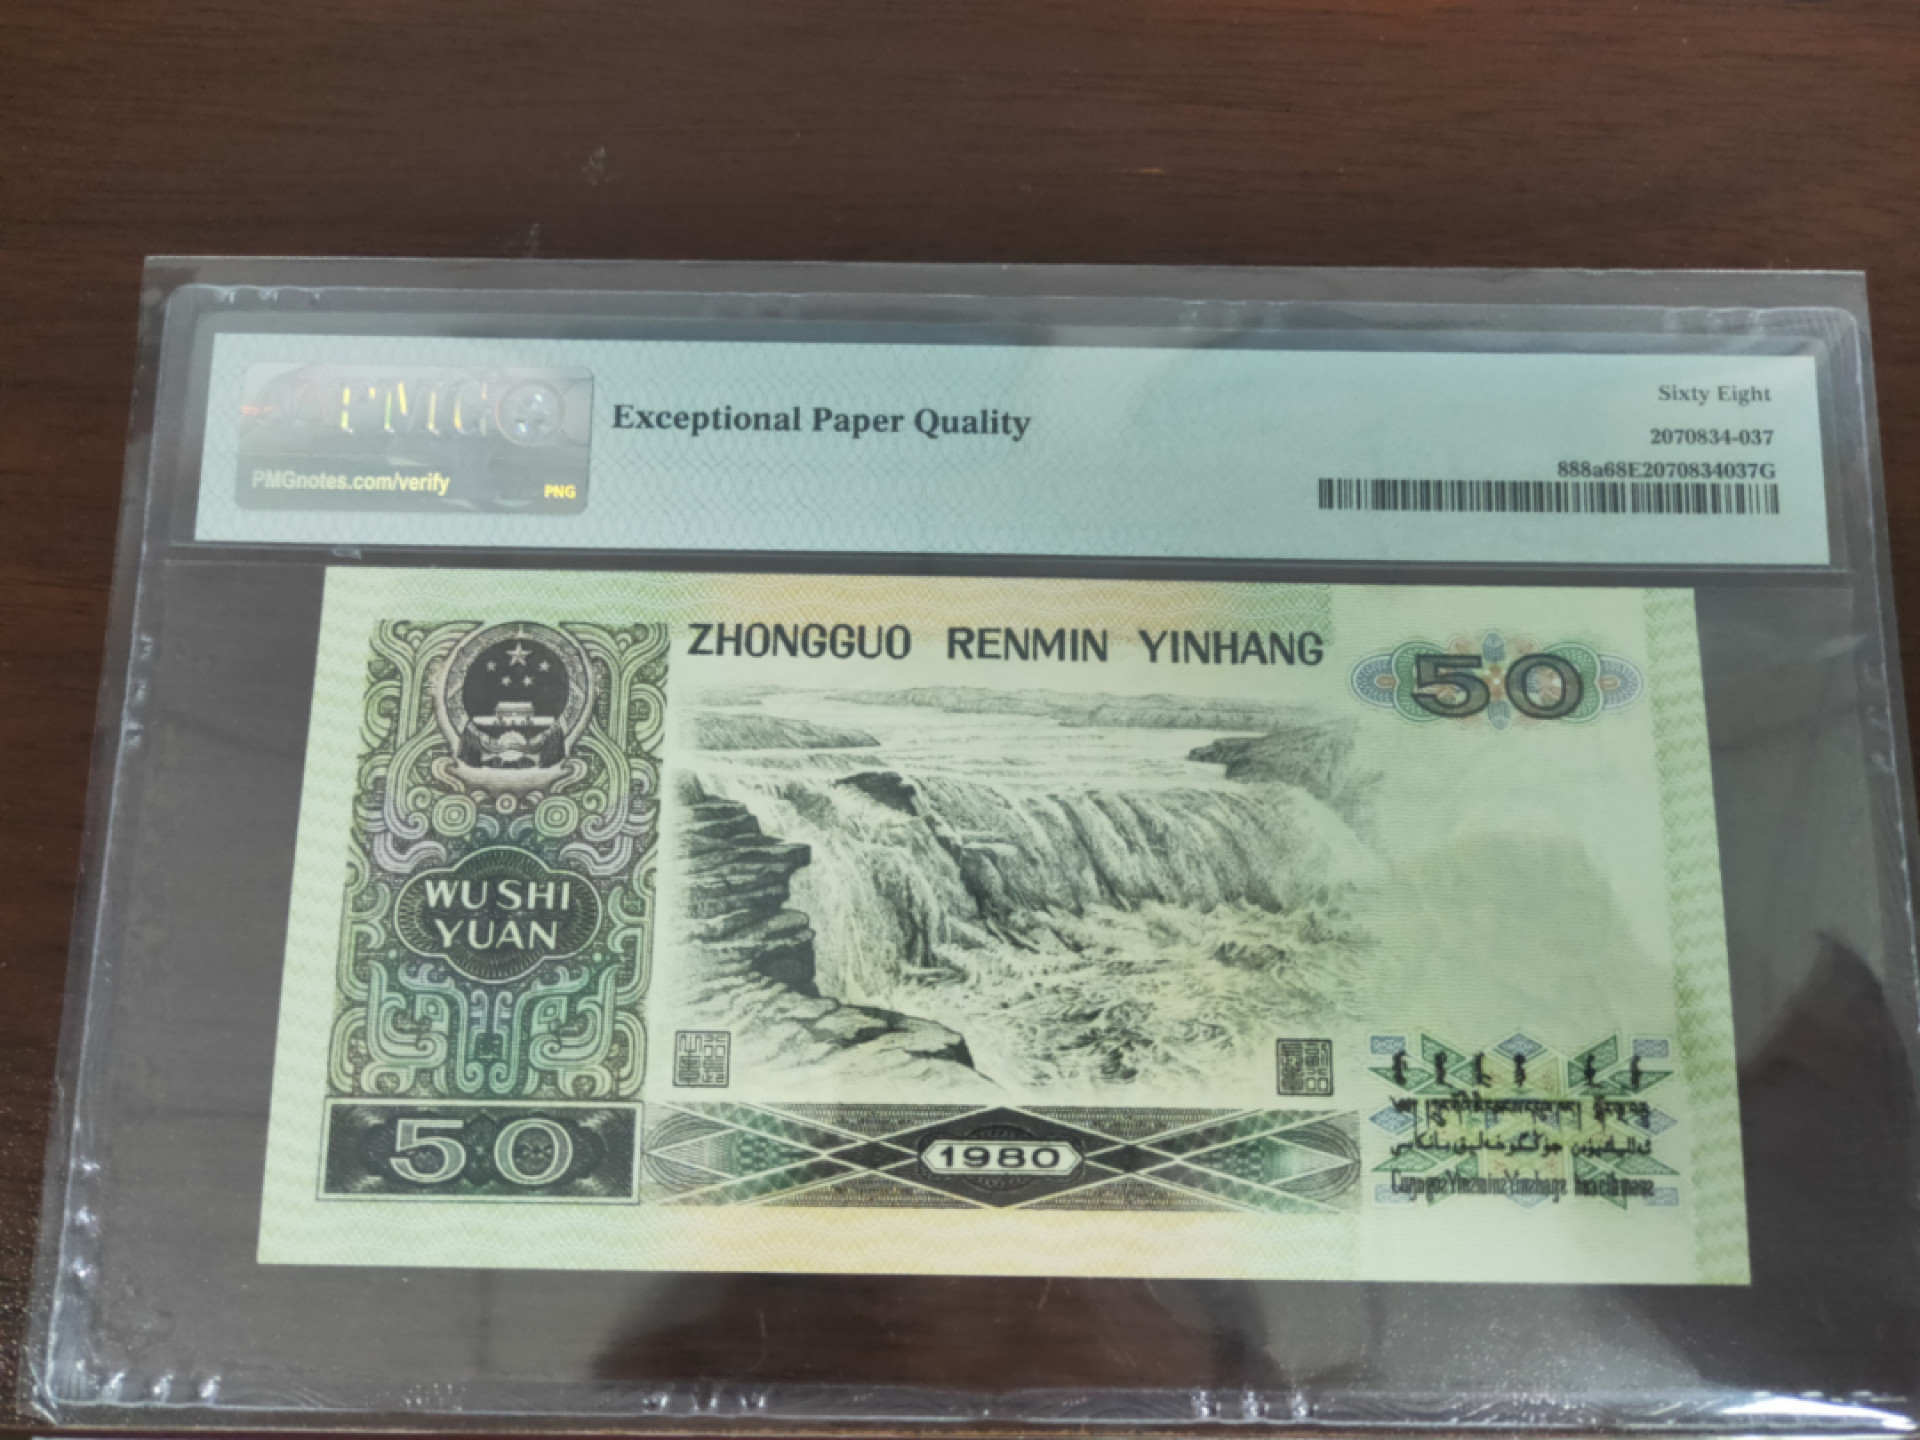 PMG
PMGnotes.com/verify
PNG
Exceptional Paper Quality
Sixty Eight
2070834-037
888a68E2070834037G
ZHONGGUO RENMIN YINHANG
50
WU SHI
YUAN
50
1980